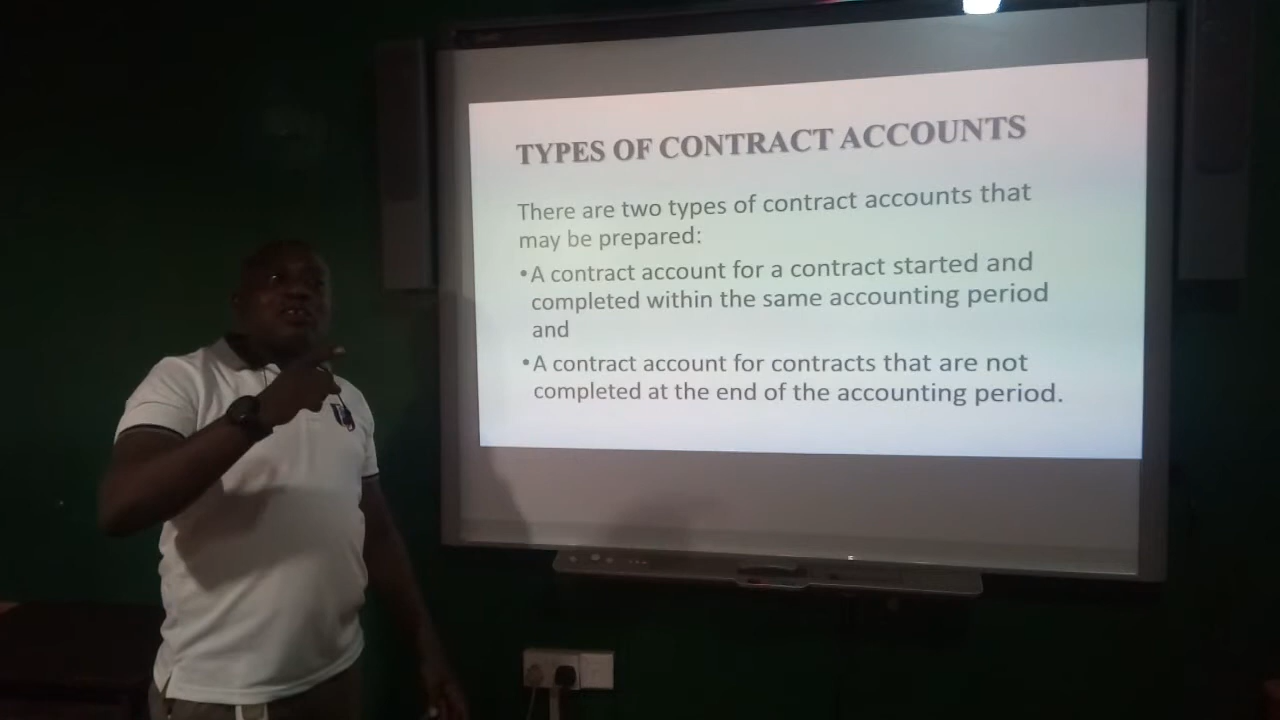 TYPES OF CONTRACT ACCOUNTS
There are two types of contract accounts that
may be prepared:
•A contract account for a contract started and
completed within the same accounting period
and
•A contract account for contracts that are not
completed at the end of the accounting period.